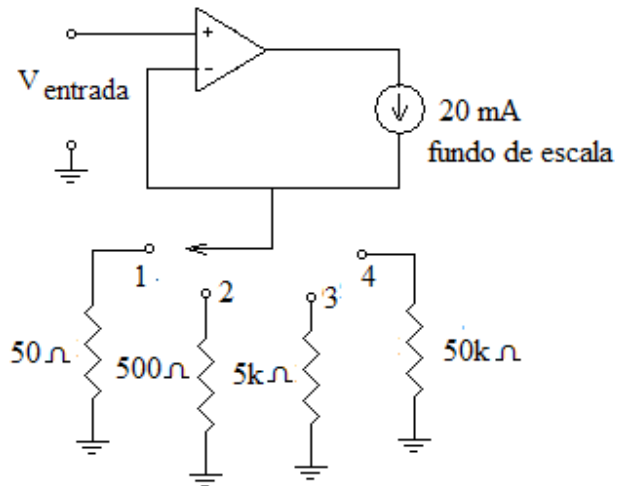 +
-
V entrada
20 mA
fundo de escala
1
2
3
4
50Ω
500Ω
5kΩ
50kΩ